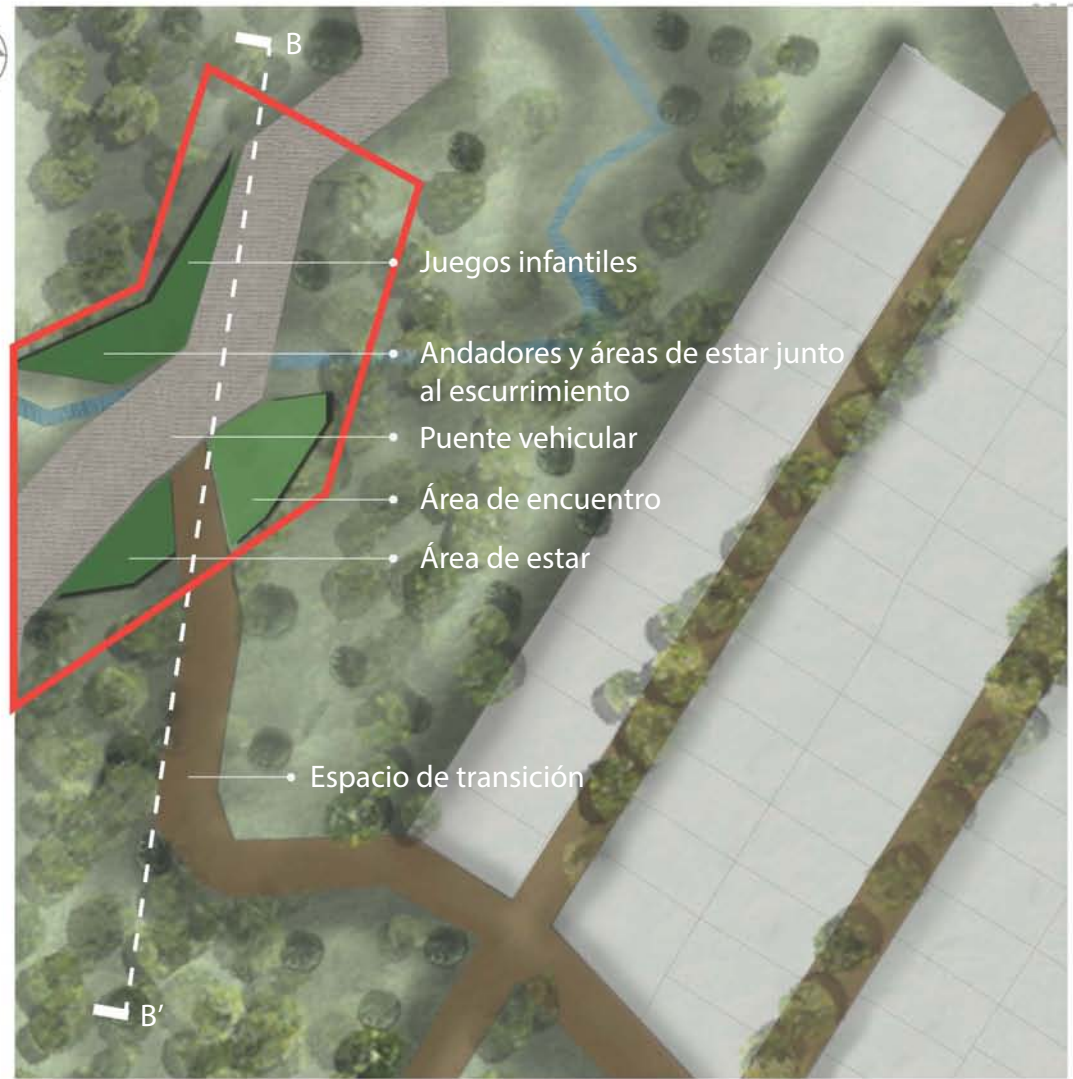 B
Juegos infantiles
Andadores y áreas de estar junto
al escurrimiento
Puente vehicular
Área de encuentro
Área de estar
Espacio de transición
B’